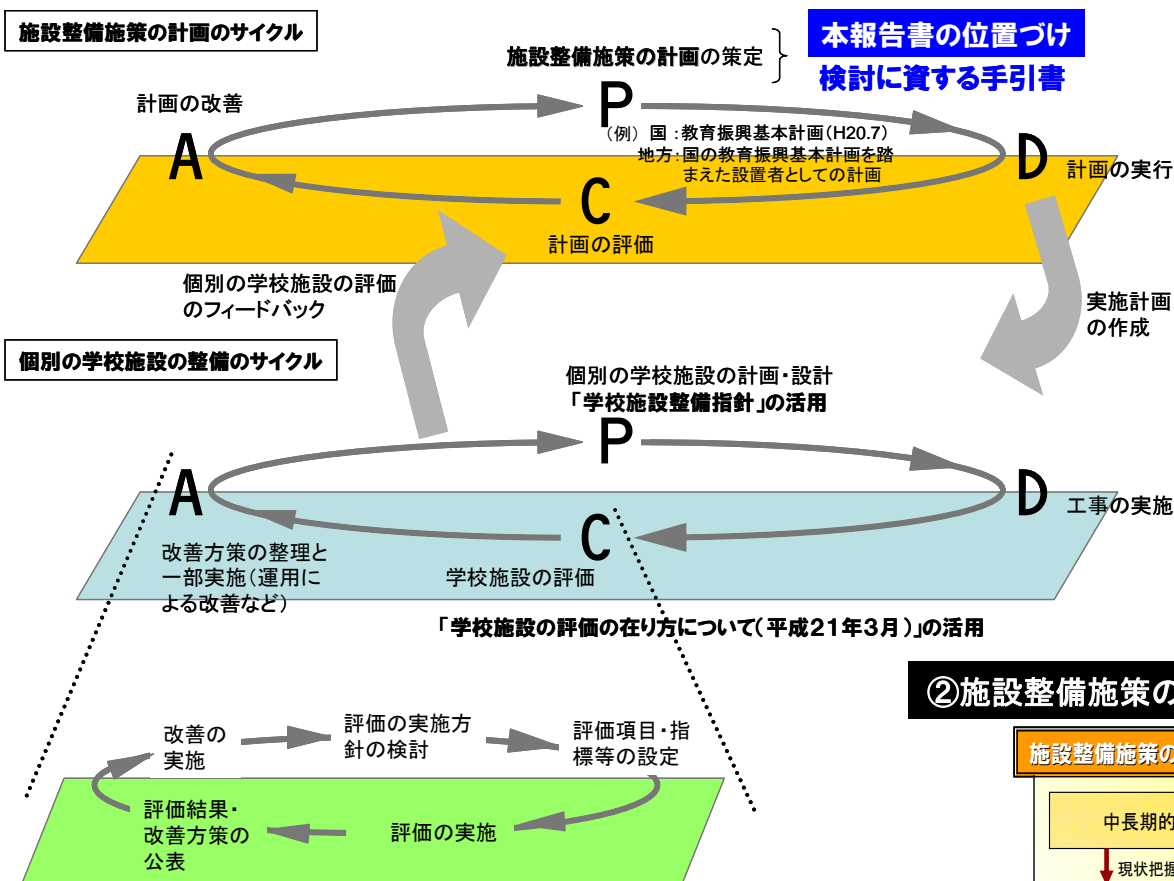 施設整備施策の計画のサイクル
本報告書の位置づけ
検討に資する手引書
施設整備施策の計画の策定
計画の改善
P
(例) 国:教育振興基本計画(H20.7)
地方:国の教育振興基本計画を踏
まえた設置者としての計画
A
D
計画の実行
C
計画の評価
個別の学校施設の評価
のフィードバック
実施計画
の作成
個別の学校施設の整備のサイクル
個別の学校施設の計画・設計
「学校施設整備指針」の活用
P
A
D
工事の実施
C
改善方策の整理と
一部実施(運用に
よる改善など)
学校施設の評価
「学校施設の評価の在り方について(平成21年3月)」の活用
改善の
実施
評価の実施方
針の検討
評価項目・指
標等の設定
評価結果・
改善方策の
公表
評価の実施
②施設整備施策の
施設整備施策の
中長期的
現状把握